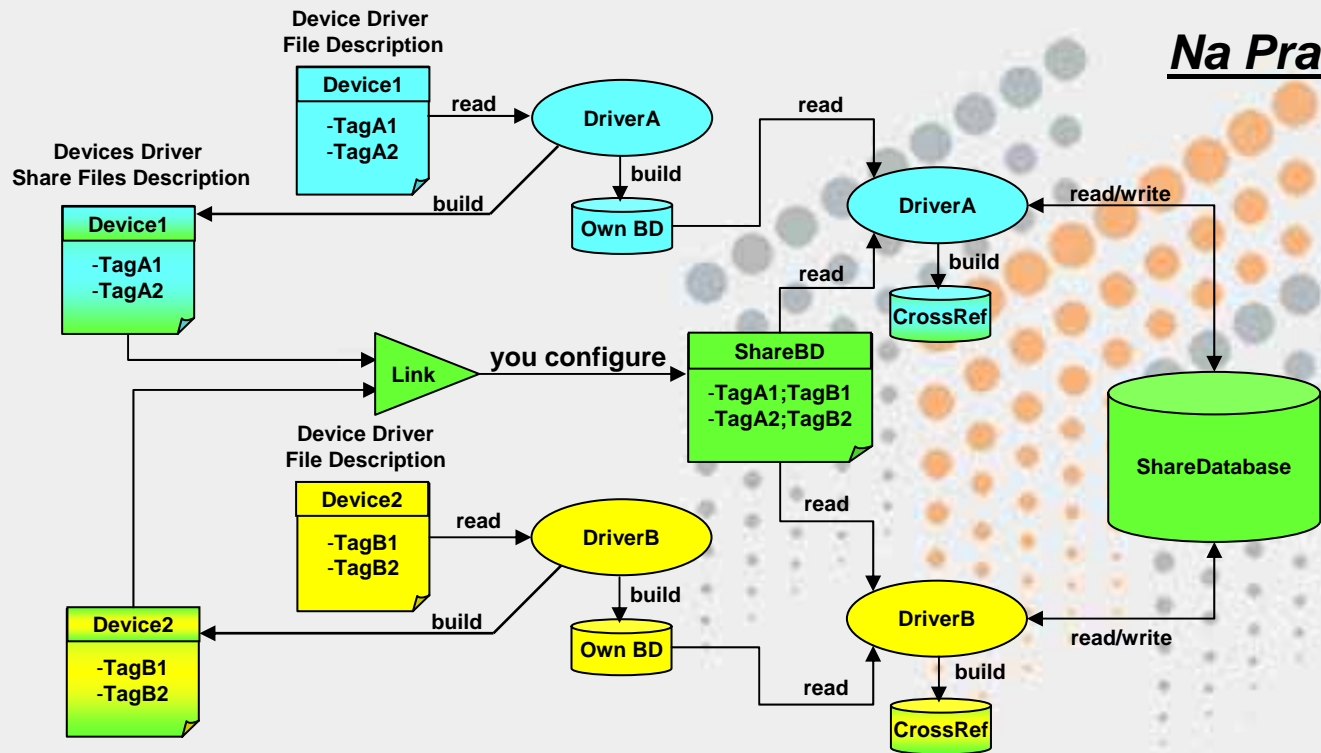 Na Pra
Device Driver
File Description
Device1
-TagA1
-TagA2
read
DriverA
build
build
Own BD
read
DriverA
read/write
build
CrossRef
read
Devices Driver
Share Files Description
Device1
-TagA1
-TagA2
Link
you configure
ShareBD
-TagA1;TagB1
-TagA2;TagB2
ShareDatabase
Device Driver
File Description
Device2
-TagB1
-TagB2
read
DriverB
build
build
Own BD
read
read
DriverB
read/write
build
CrossRef
Device2
-TagB1
-TagB2